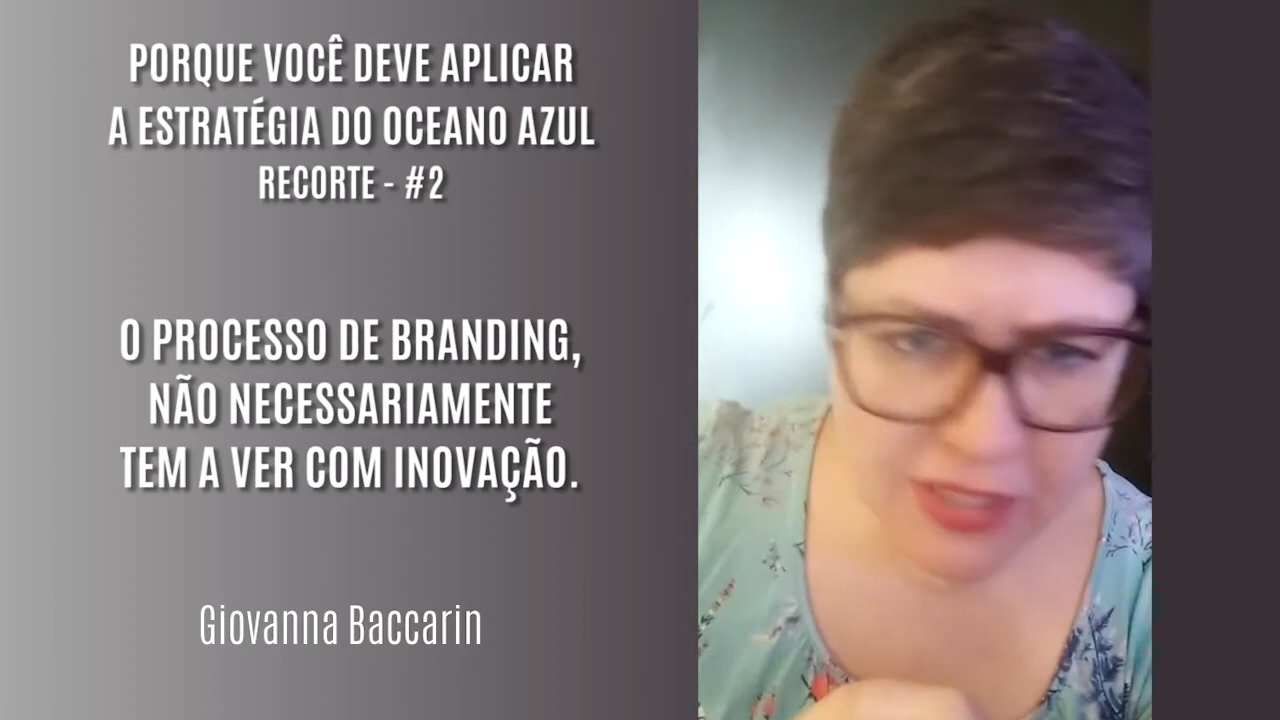 PORQUE VOCÊ DEVE APLICAR
A ESTRATÉGIA DO OCEANO AZUL
RECORTE - #2
O PROCESSO DE BRANDING,
NÃO NECESSARIAMENTE
TEM A VER COM INOVAÇÃO.
Giovanna Baccarin